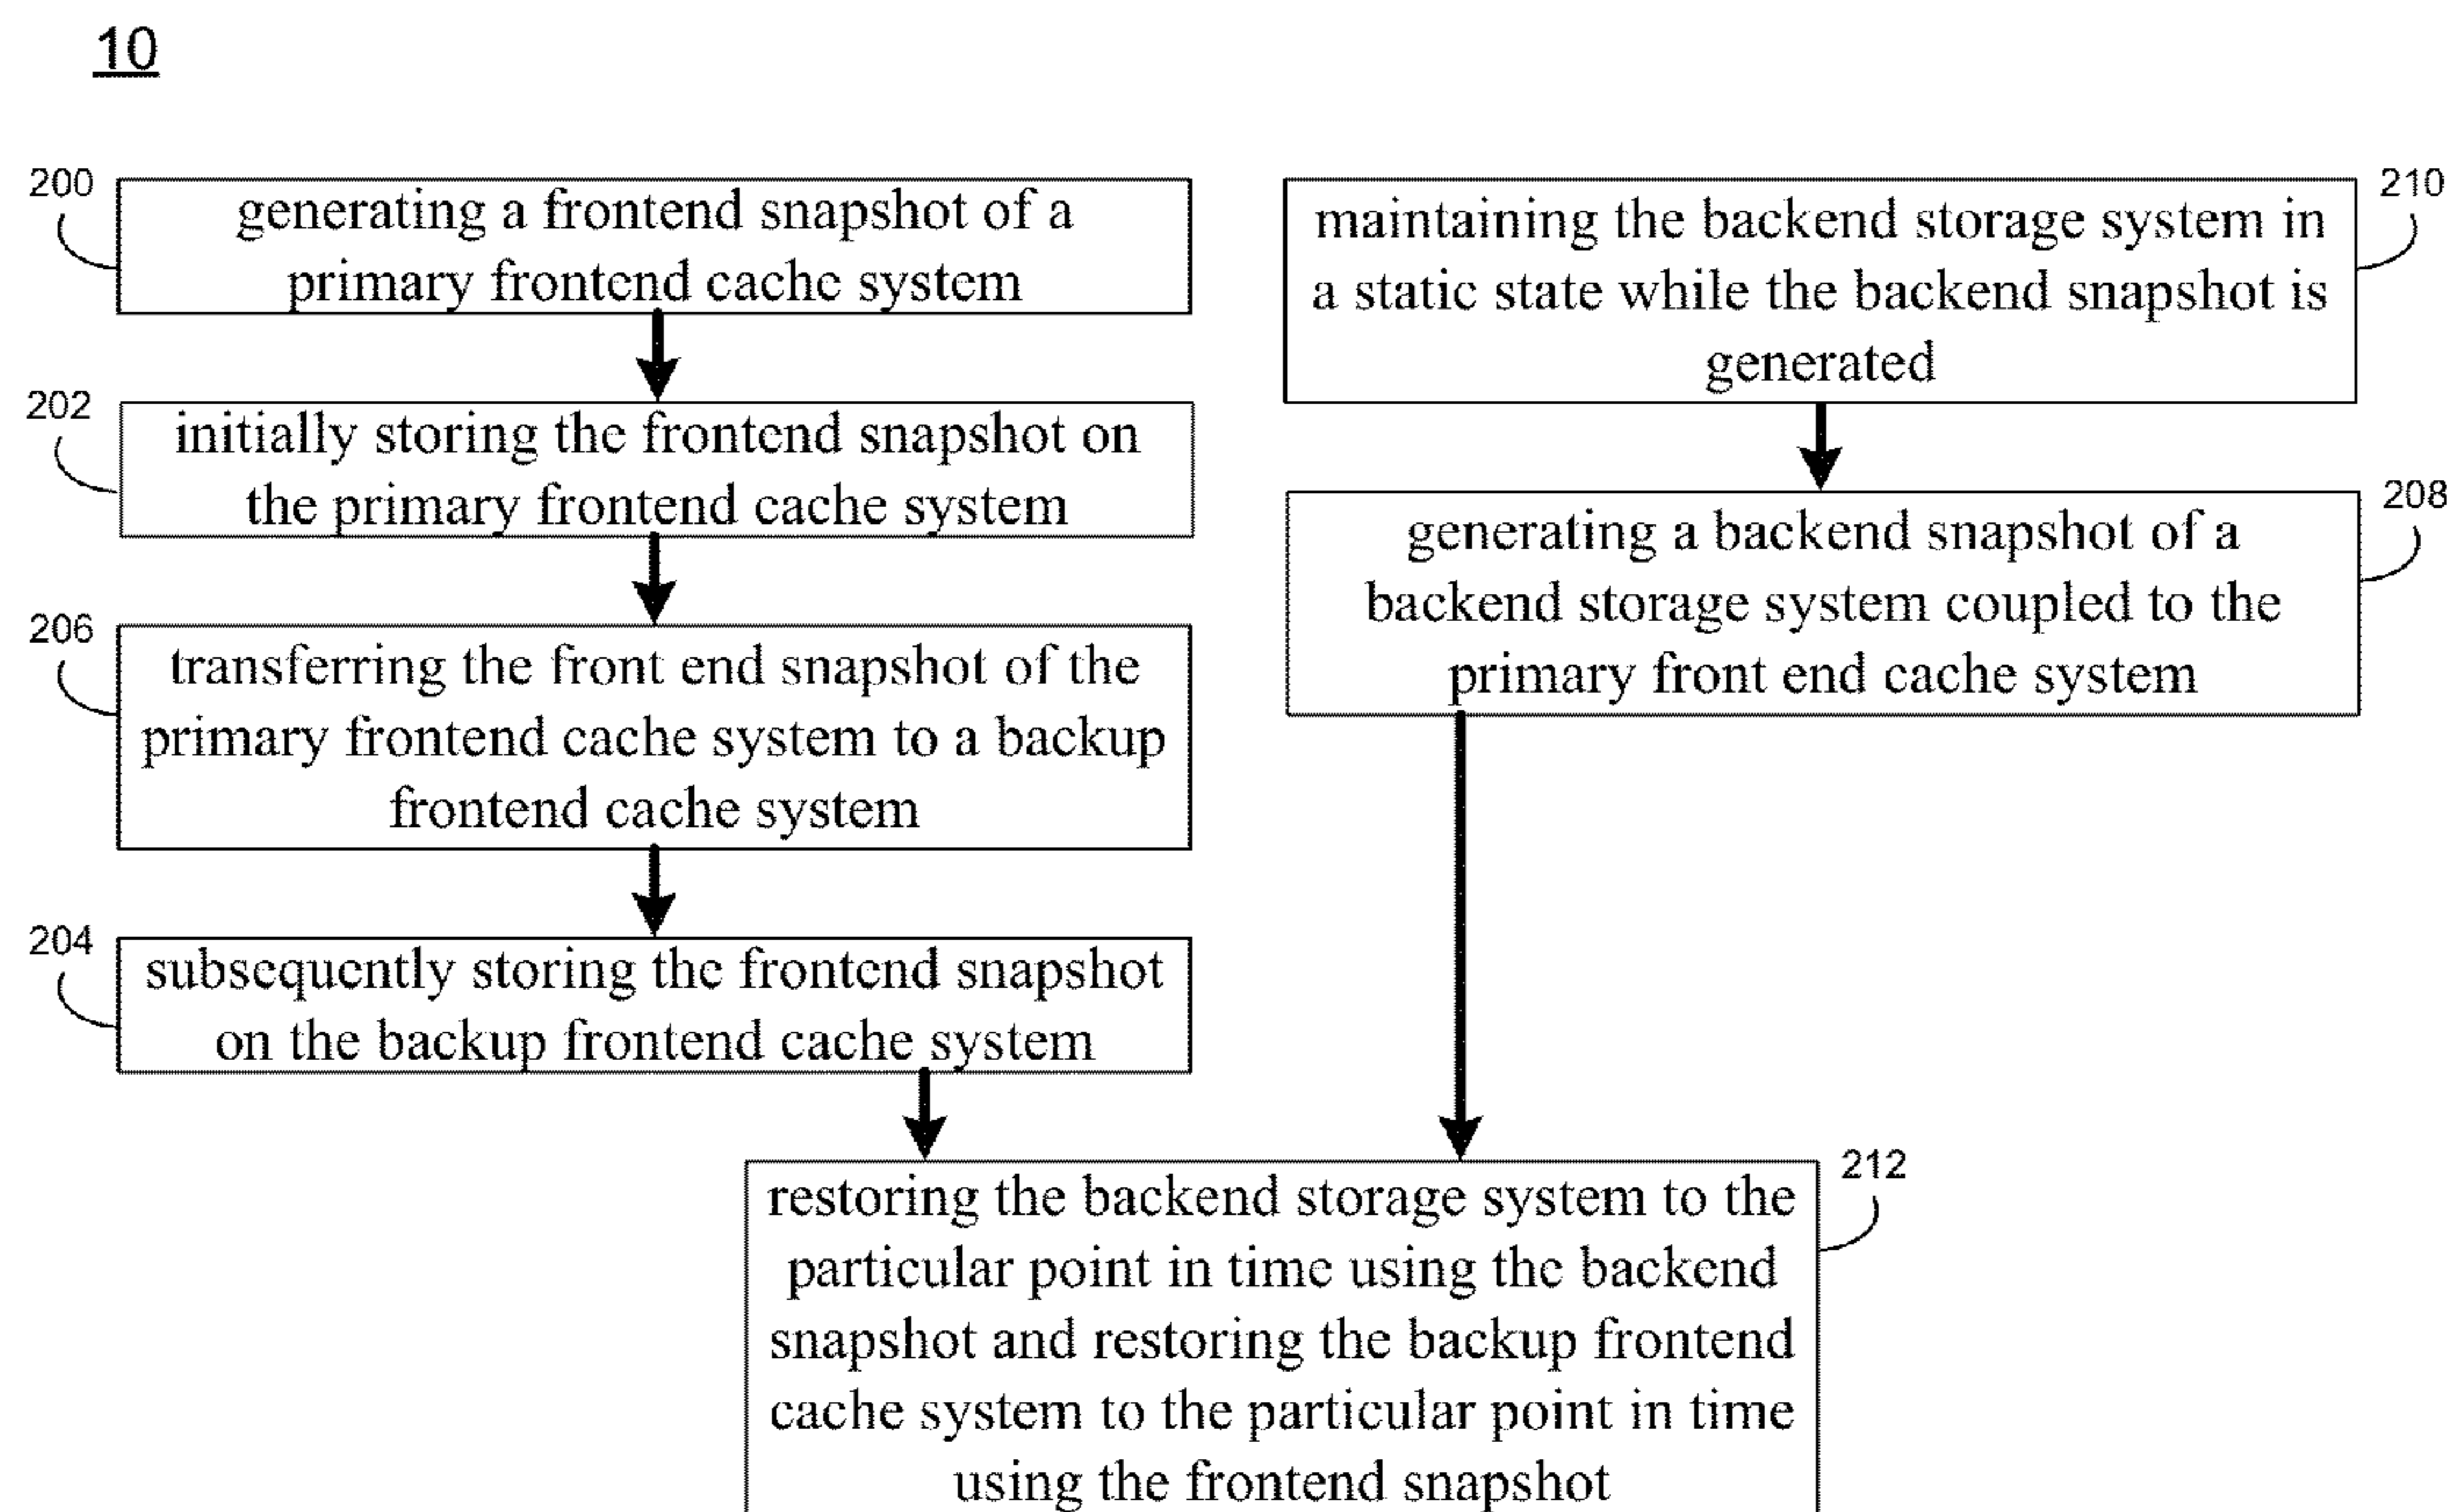 10
200
generating a frontend snapshot of a
primary frontend cache system
202
initially storing the frontend snapshot on
the primary frontend cache system
206
transferring the front end snapshot of the
primary frontend cache system to a backup
frontend cache system
204
subsequently storing the frontend snapshot
on the backup frontend cache system
210
maintaining the backend storage system in
a static state while the backend snapshot is
generated
208
generating a backend snapshot of a
backend storage system coupled to the
primary front end cache system
212
restoring the backend storage system to the
particular point in time using the backend
snapshot and restoring the backup frontend
cache system to the particular point in time
using the frontend snapshot